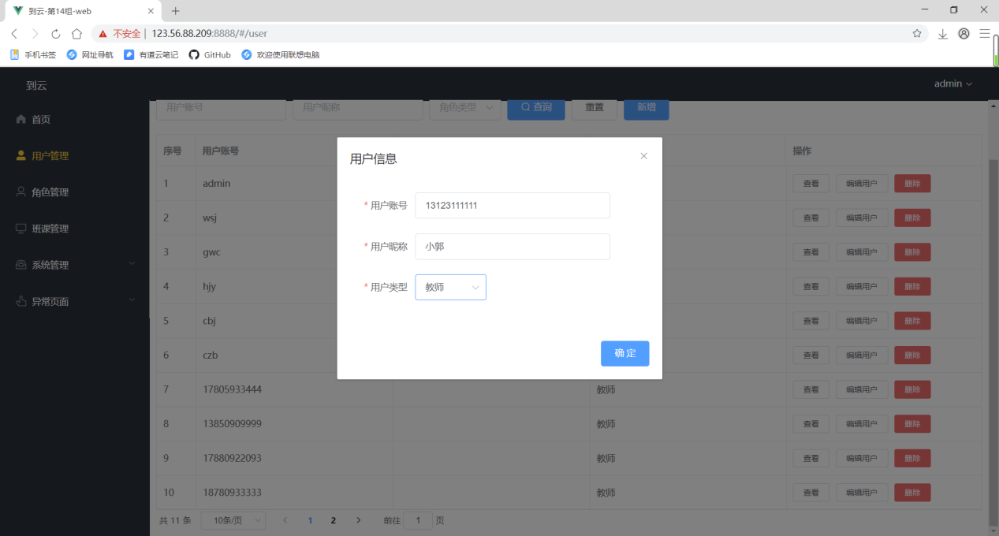 到云-第14组-web
不安全 | 123.56.88.209:8888/#/user
手机书签 网址导航 有道云笔记 GitHub 欢迎使用联想电脑
到云 admin
首页
用户管理
角色管理
班课管理
系统管理
异常页面
用户账号 用户昵称 角色类型 查询 重置 新增
序号 用户账号 操作
1 admin 查看 编辑用户 删除
2 wsj 查看 编辑用户 删除
3 gwc 查看 编辑用户 删除
4 hjy 查看 编辑用户 删除
5 cbj 查看 编辑用户 删除
6 czb 查看 编辑用户 删除
7 17805933444 教师 查看 编辑用户 删除
8 13850909999 教师 查看 编辑用户 删除
9 17880922093 教师 查看 编辑用户 删除
10 18780933333 教师 查看 编辑用户 删除
共 11 条 10条/页 1 2 前往 1 页
用户信息
* 用户账号 13123111111
* 用户昵称 小郭
* 用户类型 教师
确定